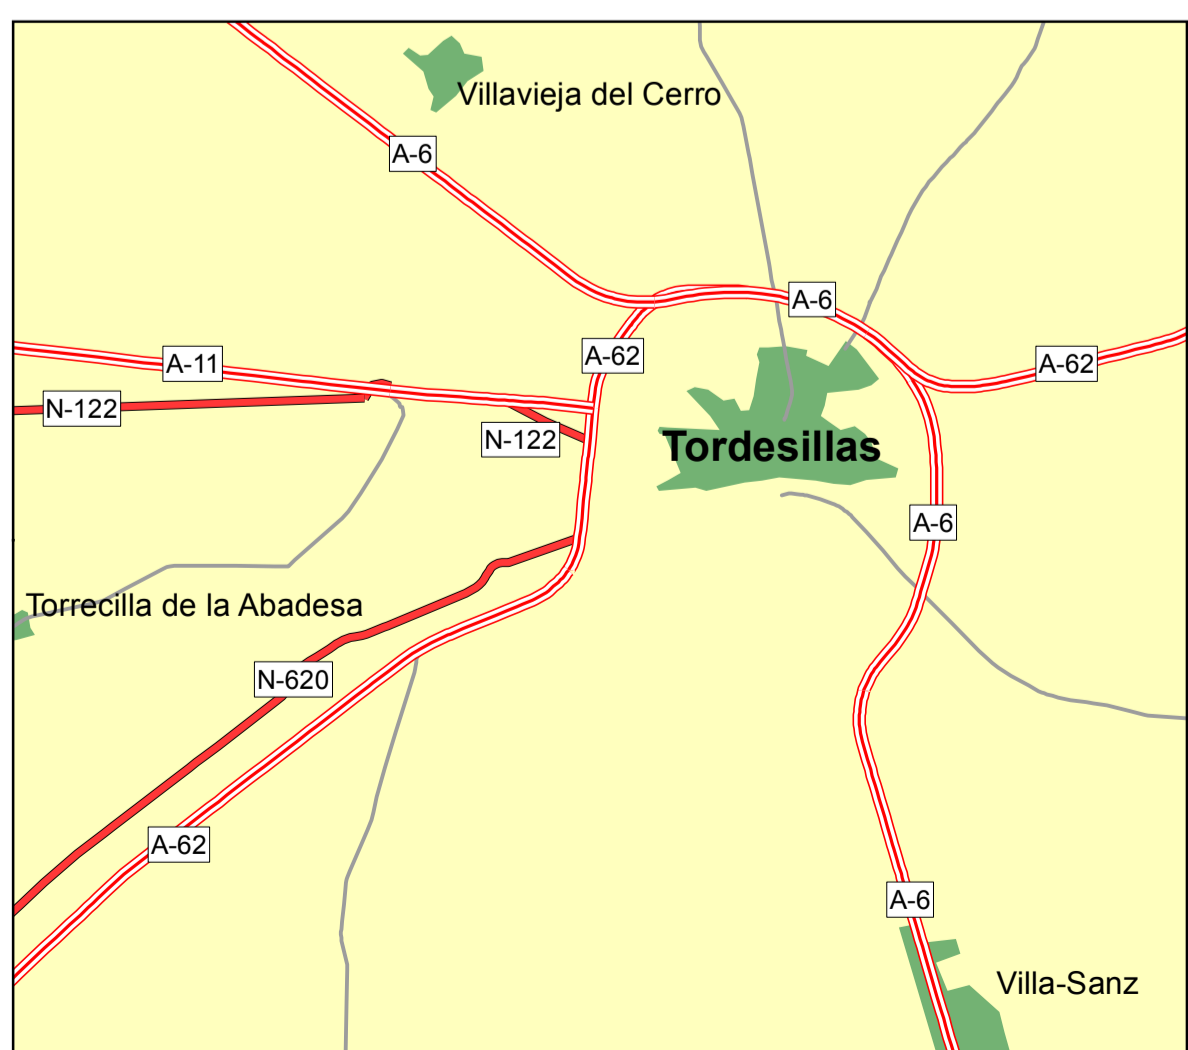 Villavieja del Cerro
A-6
A-6
A-62
A-11
A-62
N-122
N-122
Tordesillas
A-6
Torrecilla de la Abadesa
N-620
A-62
A-6
Villa-Sanz